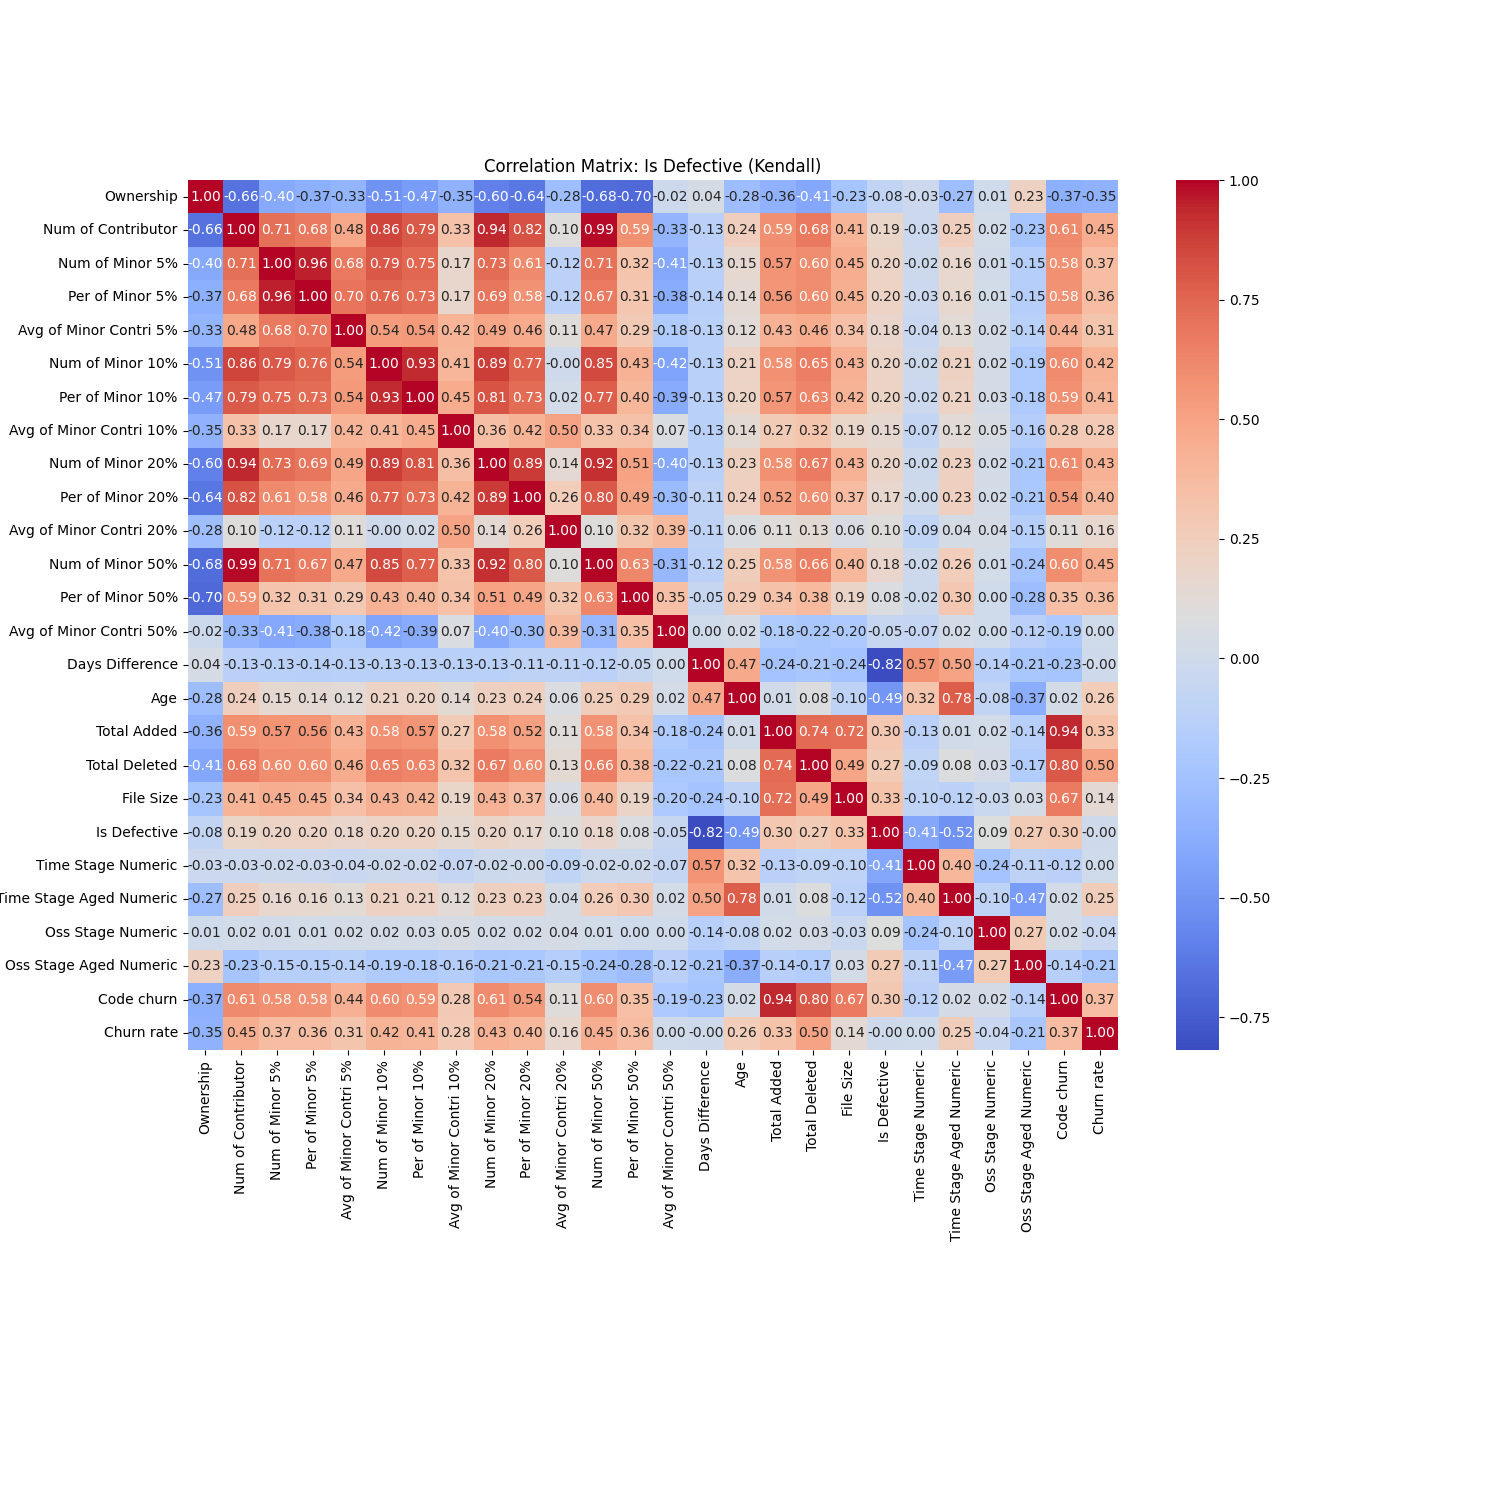 Correlation Matrix: Is Defective (Kendall)
Ownership 1.00 -0.66 -0.40 -0.37 -0.33 -0.51 -0.47 -0.35 -0.60 -0.64 -0.28 -0.68 -0.70 -0.02 0.04 -0.28 -0.36 -0.41 -0.23 -0.08 -0.03 -0.27 0.01 0.23 -0.37 -0.35
Num of Contributor -0.66 1.00 0.71 0.68 0.48 0.86 0.79 0.33 0.94 0.82 0.10 0.99 0.59 -0.33 -0.13 0.24 0.59 0.68 0.41 0.19 -0.03 0.25 0.02 -0.23 0.61 0.45
Num of Minor 5% -0.40 0.71 1.00 0.96 0.68 0.79 0.75 0.17 0.73 0.61 -0.12 0.71 0.32 -0.41 -0.13 0.15 0.57 0.60 0.45 0.20 -0.02 0.16 0.01 -0.15 0.58 0.37
Per of Minor 5% -0.37 0.68 0.96 1.00 0.70 0.76 0.73 0.17 0.69 0.58 -0.12 0.67 0.31 -0.38 -0.14 0.14 0.56 0.60 0.45 0.20 -0.03 0.16 0.01 -0.15 0.58 0.36
Avg of Minor Contri 5% -0.33 0.48 0.68 0.70 1.00 0.54 0.54 0.42 0.49 0.46 0.11 0.47 0.29 -0.18 -0.13 0.12 0.43 0.46 0.34 0.18 -0.04 0.13 0.02 -0.14 0.44 0.31
Num of Minor 10% -0.51 0.86 0.79 0.76 0.54 1.00 0.93 0.41 0.89 0.77 -0.00 0.85 0.43 -0.42 -0.13 0.21 0.58 0.65 0.43 0.20 -0.02 0.21 0.02 -0.19 0.60 0.42
Per of Minor 10% -0.47 0.79 0.75 0.73 0.54 0.93 1.00 0.45 0.81 0.73 0.02 0.77 0.40 -0.39 -0.13 0.20 0.57 0.63 0.42 0.20 -0.02 0.21 0.03 -0.18 0.59 0.41
Avg of Minor Contri 10% -0.35 0.33 0.17 0.17 0.42 0.41 0.45 1.00 0.36 0.42 0.50 0.33 0.34 0.07 -0.13 0.14 0.27 0.32 0.19 0.15 -0.07 0.12 0.05 -0.16 0.28 0.28
Num of Minor 20% -0.60 0.94 0.73 0.69 0.49 0.89 0.81 0.36 1.00 0.89 0.14 0.92 0.51 -0.40 -0.13 0.23 0.58 0.67 0.43 0.20 -0.02 0.23 0.02 -0.21 0.61 0.43
Per of Minor 20% -0.64 0.82 0.61 0.58 0.46 0.77 0.73 0.42 0.89 1.00 0.26 0.80 0.49 -0.30 -0.11 0.24 0.52 0.60 0.37 0.17 -0.00 0.23 0.02 -0.21 0.54 0.40
Avg of Minor Contri 20% -0.28 0.10 -0.12 -0.12 0.11 -0.00 0.02 0.50 0.14 0.26 1.00 0.10 0.32 0.39 -0.11 0.06 0.11 0.13 0.06 0.10 -0.09 0.04 0.04 -0.15 0.11 0.16
Num of Minor 50% -0.68 0.99 0.71 0.67 0.47 0.85 0.77 0.33 0.92 0.80 0.10 1.00 0.63 -0.31 -0.12 0.25 0.58 0.66 0.40 0.18 -0.02 0.26 0.01 -0.24 0.60 0.45
Per of Minor 50% -0.70 0.59 0.32 0.31 0.29 0.43 0.40 0.34 0.51 0.49 0.32 0.63 1.00 0.35 -0.05 0.29 0.34 0.38 0.19 0.08 -0.02 0.30 0.00 -0.28 0.35 0.36
Avg of Minor Contri 50% -0.02 -0.33 -0.41 -0.38 -0.18 -0.42 -0.39 0.07 -0.40 -0.30 0.39 -0.31 0.35 1.00 0.00 0.02 -0.18 -0.22 -0.20 -0.05 -0.07 0.02 0.00 -0.12 -0.19 0.00
Days Difference 0.04 -0.13 -0.13 -0.14 -0.13 -0.13 -0.13 -0.13 -0.13 -0.11 -0.11 -0.12 -0.05 0.00 1.00 0.47 -0.24 -0.21 -0.24 -0.82 0.57 0.50 -0.14 -0.21 -0.23 -0.00
Age -0.28 0.24 0.15 0.14 0.12 0.21 0.20 0.14 0.23 0.24 0.06 0.25 0.29 0.02 0.47 1.00 0.01 0.08 -0.10 -0.49 0.32 0.78 -0.08 -0.37 0.02 0.26
Total Added -0.36 0.59 0.57 0.56 0.43 0.58 0.57 0.27 0.58 0.52 0.11 0.58 0.34 -0.18 -0.24 0.01 1.00 0.74 0.72 0.30 -0.13 0.01 0.02 -0.14 0.94 0.33
Total Deleted -0.41 0.68 0.60 0.60 0.46 0.65 0.63 0.32 0.67 0.60 0.13 0.66 0.38 -0.22 -0.21 0.08 0.74 1.00 0.49 0.27 -0.09 0.08 0.03 -0.17 0.80 0.50
File Size -0.23 0.41 0.45 0.45 0.34 0.43 0.42 0.19 0.43 0.37 0.06 0.40 0.19 -0.20 -0.24 -0.10 0.72 0.49 1.00 0.33 -0.10 -0.12 -0.03 0.03 0.67 0.14
Is Defective -0.08 0.19 0.20 0.20 0.18 0.20 0.20 0.15 0.20 0.17 0.10 0.18 0.08 -0.05 -0.82 -0.49 0.30 0.27 0.33 1.00 -0.41 -0.52 0.09 0.27 0.30 -0.00
Time Stage Numeric -0.03 -0.03 -0.02 -0.03 -0.04 -0.02 -0.02 -0.07 -0.02 -0.00 -0.09 -0.02 -0.02 -0.07 0.57 0.32 -0.13 -0.09 -0.10 -0.41 1.00 0.40 -0.24 -0.11 -0.12 0.00
Time Stage Aged Numeric -0.27 0.25 0.16 0.16 0.13 0.21 0.21 0.12 0.23 0.23 0.04 0.26 0.30 0.02 0.50 0.78 0.01 0.08 -0.12 -0.52 0.40 1.00 -0.10 -0.47 0.02 0.25
Oss Stage Numeric 0.01 0.02 0.01 0.01 0.02 0.02 0.03 0.05 0.02 0.02 0.04 0.01 0.00 0.00 -0.14 -0.08 0.02 0.03 -0.03 0.09 -0.24 -0.10 1.00 0.27 0.02 -0.04
Oss Stage Aged Numeric 0.23 -0.23 -0.15 -0.15 -0.14 -0.19 -0.18 -0.16 -0.21 -0.21 -0.15 -0.24 -0.28 -0.12 -0.21 -0.37 -0.14 -0.17 0.03 0.27 -0.11 -0.47 0.27 1.00 -0.14 -0.21
Code churn -0.37 0.61 0.58 0.58 0.44 0.60 0.59 0.28 0.61 0.54 0.11 0.60 0.35 -0.19 -0.23 0.02 0.94 0.80 0.67 0.30 -0.12 0.02 0.02 -0.14 1.00 0.37
Churn rate -0.35 0.45 0.37 0.36 0.31 0.42 0.41 0.28 0.43 0.40 0.16 0.45 0.36 0.00 -0.00 0.26 0.33 0.50 0.14 -0.00 0.00 0.25 -0.04 -0.21 0.37 1.00
Ownership
Num of Contributor
Num of Minor 5%
Per of Minor 5%
Avg of Minor Contri 5%
Num of Minor 10%
Per of Minor 10%
Avg of Minor Contri 10%
Num of Minor 20%
Per of Minor 20%
Avg of Minor Contri 20%
Num of Minor 50%
Per of Minor 50%
Avg of Minor Contri 50%
Days Difference
Age
Total Added
Total Deleted
File Size
Is Defective
Time Stage Numeric
Time Stage Aged Numeric
Oss Stage Numeric
Oss Stage Aged Numeric
Code churn
Churn rate
1.00
0.75
0.50
0.25
0.00
−0.25
−0.50
−0.75